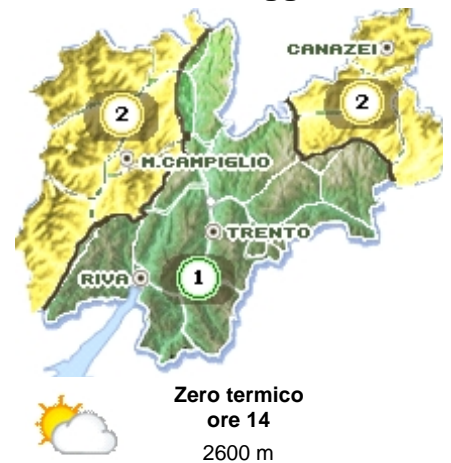 CANAZEI
2
2
M.CAMPIGLIO
TRENTO
RIVA
1
Zero termico
ore 14
2600 m